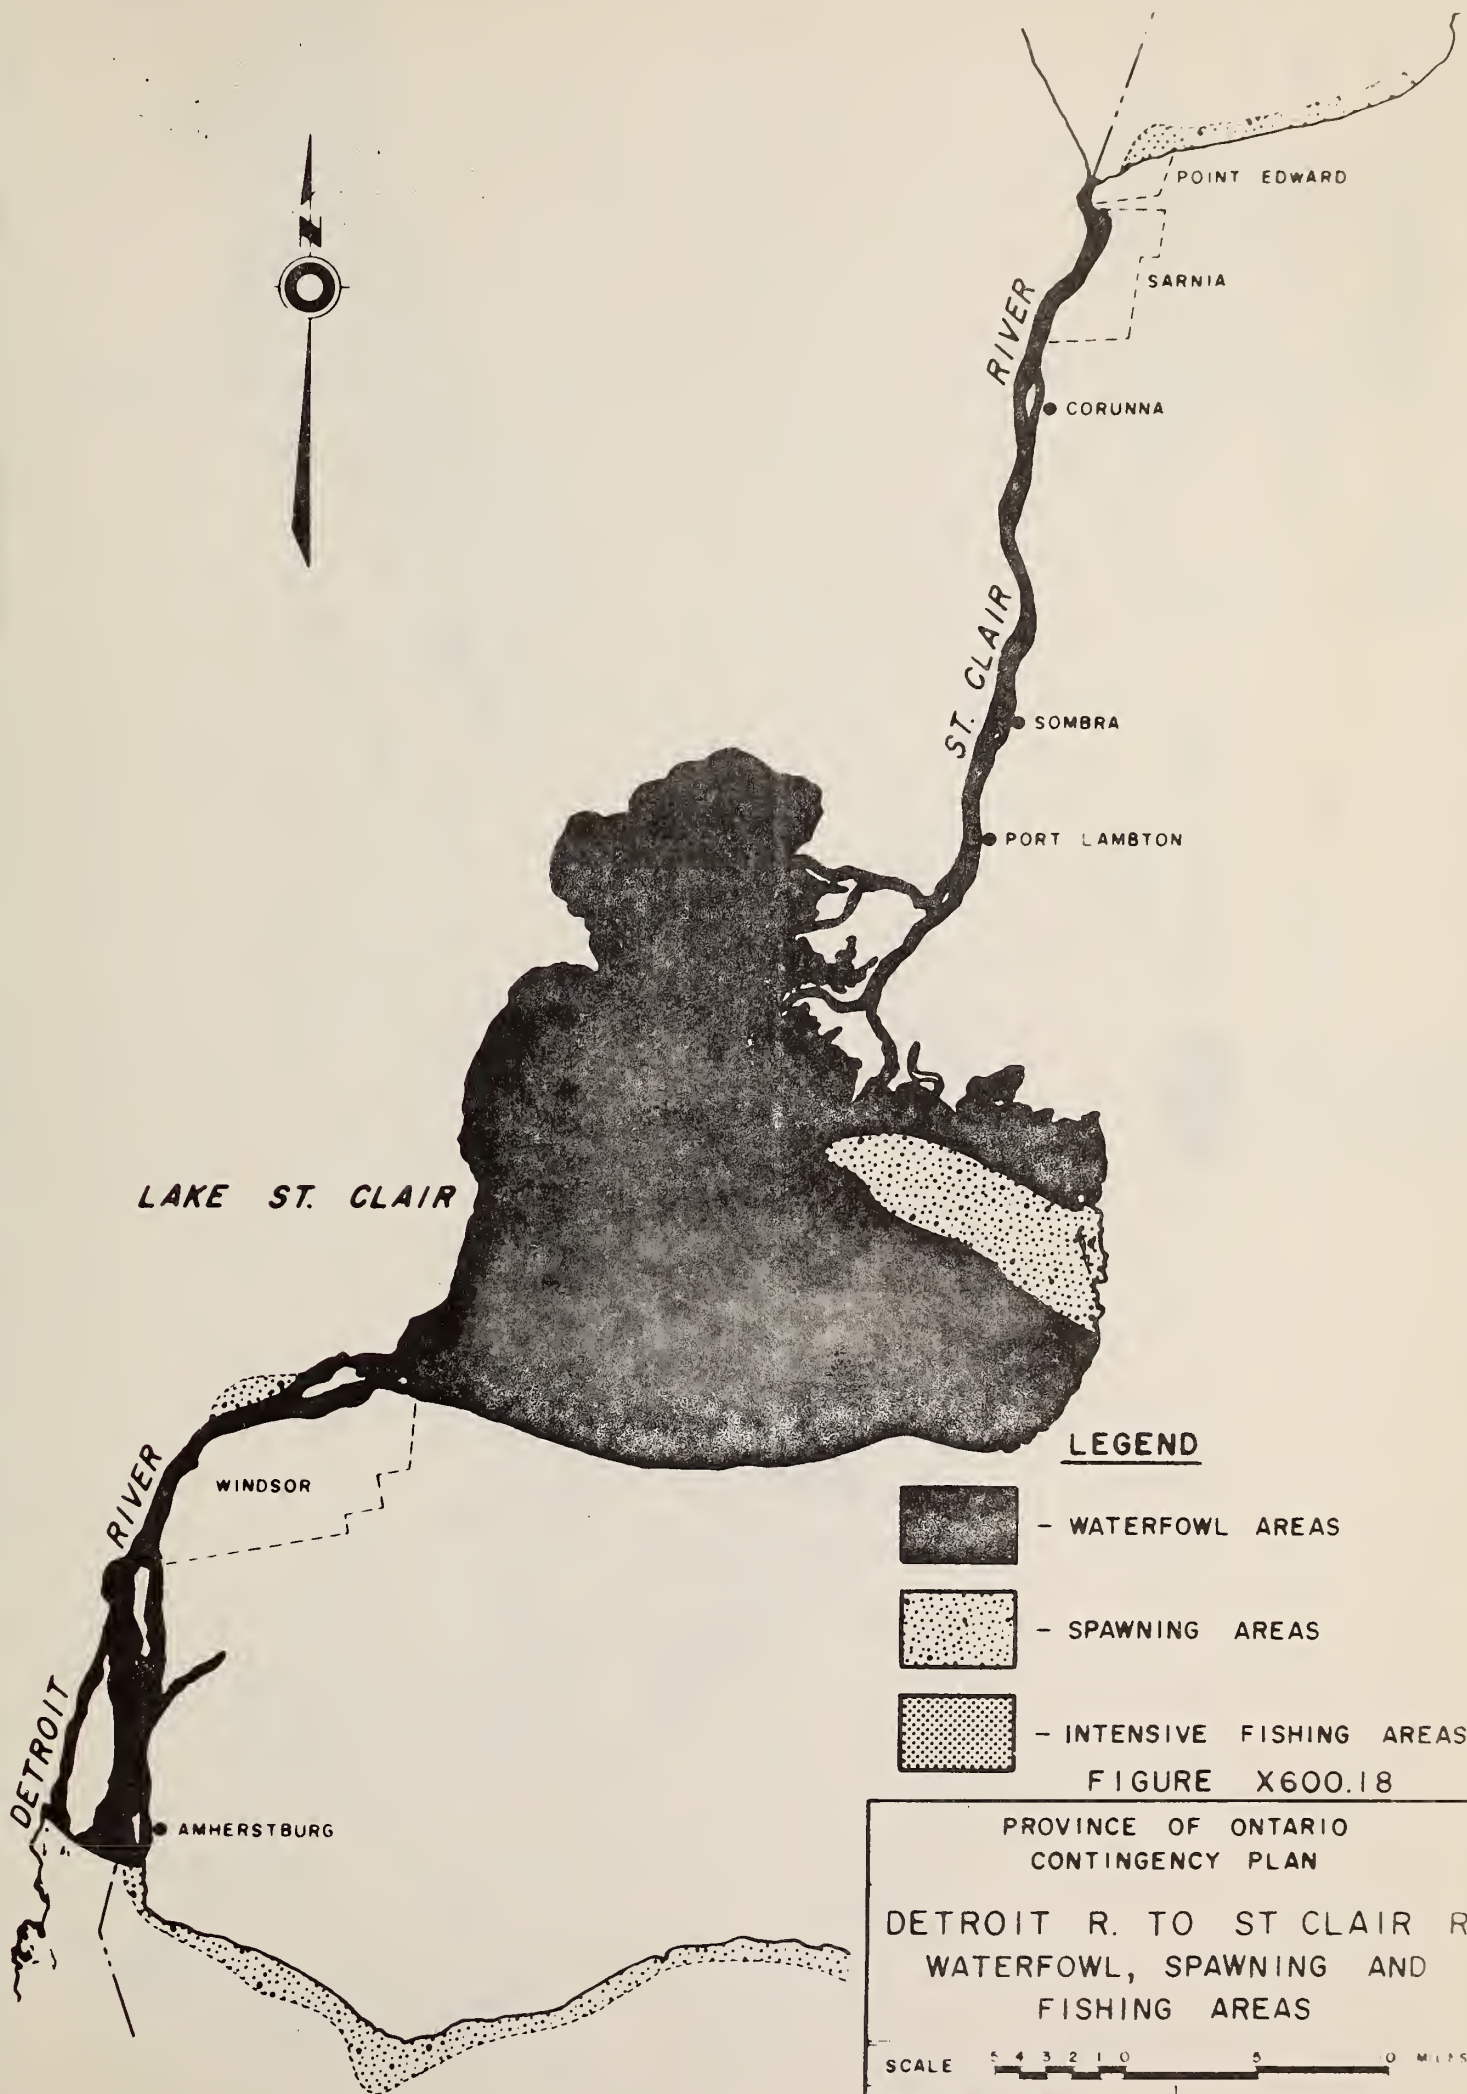 N
POINT EDWARD
SARNIA
RIVER
CORUNNA
ST. CLAIR
SOMBRA
PORT LAMBTON
LAKE ST. CLAIR
WINDSOR
RIVER
DETROIT
AMHERSTBURG
LEGEND
- WATERFOWL AREAS
- SPAWNING AREAS
- INTENSIVE FISHING AREAS
FIGURE X600.18
PROVINCE OF ONTARIO
CONTINGENCY PLAN
DETROIT R. TO ST CLAIR R
WATERFOWL, SPAWNING AND
FISHING AREAS
SCALE 5 4 3 2 1 0 5 0 MILES